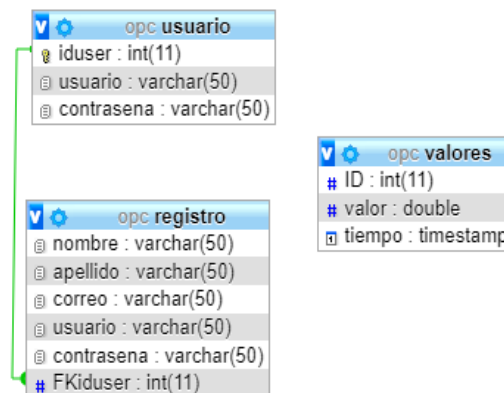 opc usuario
iduser : int(11)
usuario : varchar(50)
contrasena : varchar(50)
opc valores
# ID : int(11)
# valor : double
tiempo : timestamp
opc registro
nombre : varchar(50)
apellido : varchar(50)
correo : varchar(50)
usuario : varchar(50)
contrasena : varchar(50)
# FKiduser : int(11)